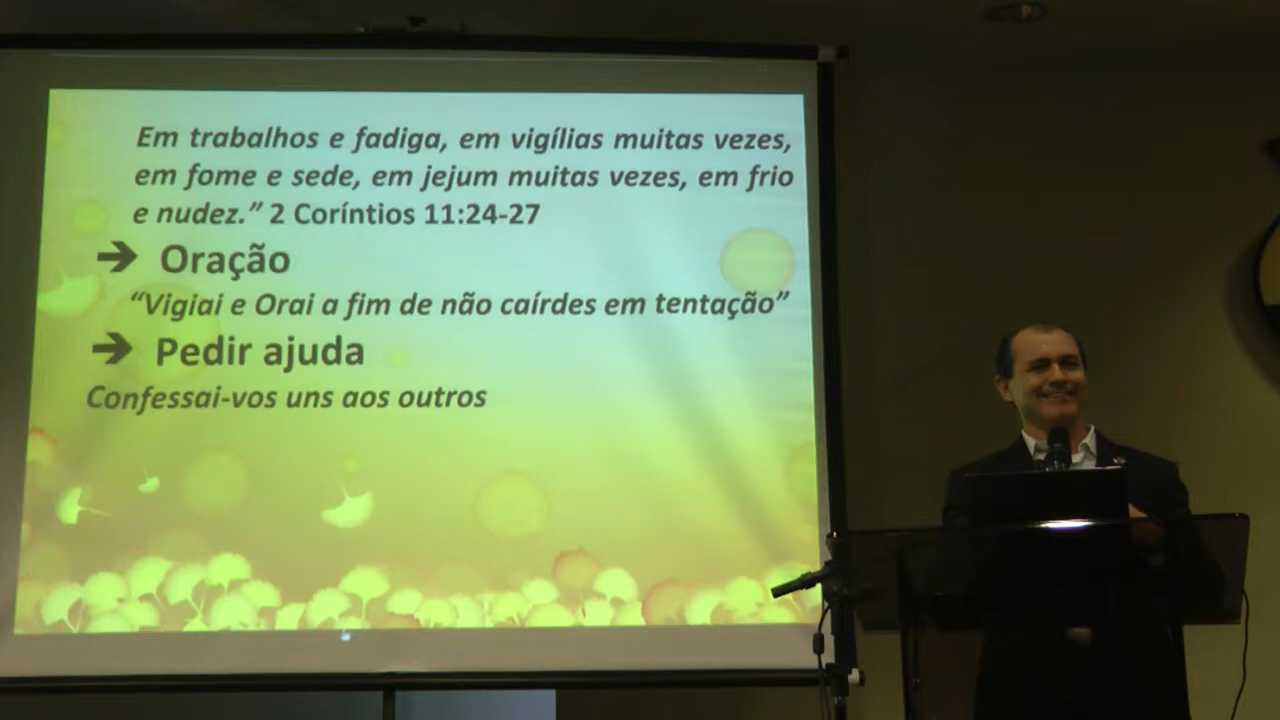 Em trabalhos e fadiga, em vigílias muitas vezes,
em fome e sede, em jejum muitas vezes, em frio
e nudez.” 2 Coríntios 11:24-27
➔ Oração
“Vigiai e Orai a fim de não caírdes em tentação”
➔ Pedir ajuda
Confessai-vos uns aos outros